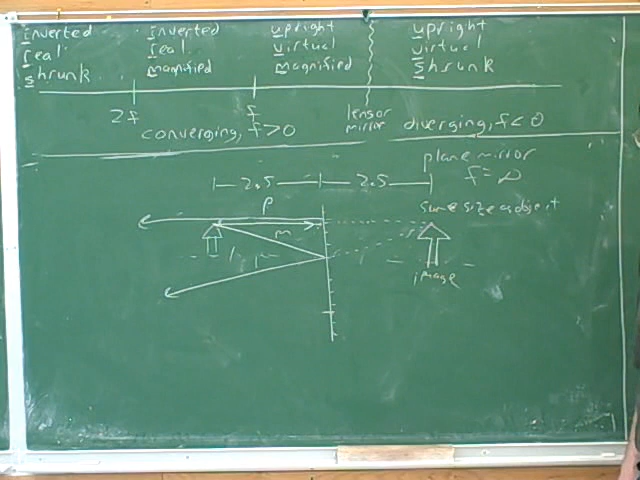 inverted
real
shrunk
inverted
real
magnified
upright
virtual
magnified
upright
virtual
shrunk
2f
f
lens or
mirror
converging, f>0
diverging, f<0
2.5
2.5
plane mirror
f=∞
same size as object
P
m
image